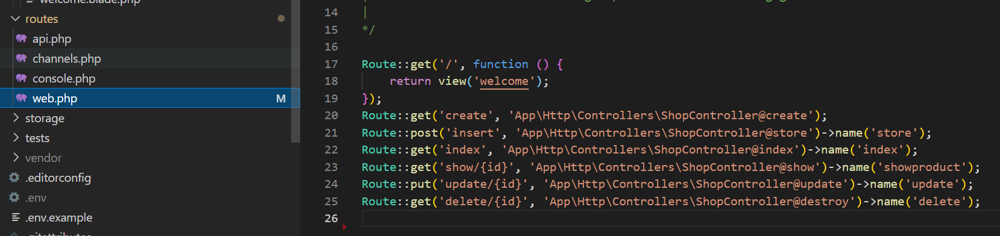 welcome.blade.php
routes
api.php
channels.php
console.php
web.php M
storage
tests
vendor
.editorconfig
.env
.env.example
.gitattributes
14 |
15 */
16
17 Route::get('/', function () {
18     return view('welcome');
19 });
20 Route::get('create', 'App\Http\Controllers\ShopController@create');
21 Route::post('insert', 'App\Http\Controllers\ShopController@store')->name('store');
22 Route::get('index', 'App\Http\Controllers\ShopController@index')->name('index');
23 Route::get('show/{id}', 'App\Http\Controllers\ShopController@show')->name('showproduct');
24 Route::put('update/{id}', 'App\Http\Controllers\ShopController@update')->name('update');
25 Route::get('delete/{id}', 'App\Http\Controllers\ShopController@destroy')->name('delete');
26